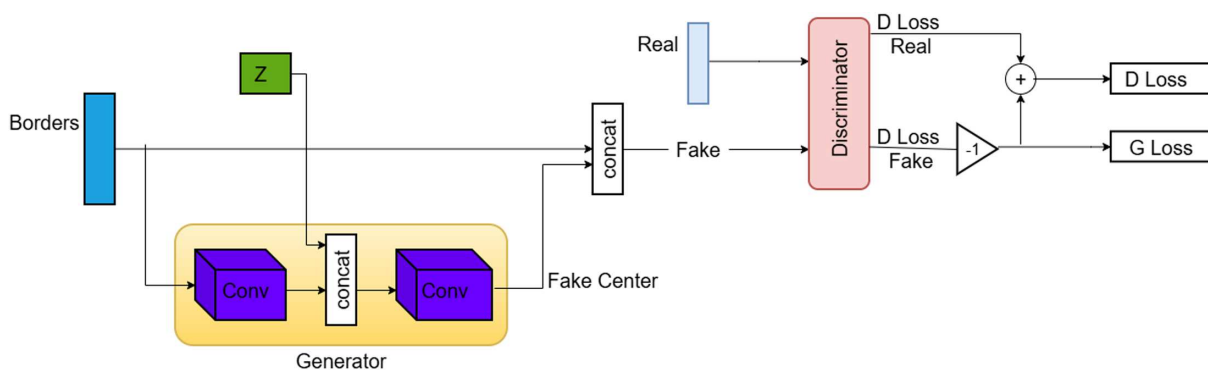 Borders
Z
Conv
concat
Conv
Generator
Fake Center
concat
Fake
Real
Discriminator
D Loss
Real
D Loss
Fake
-1
+
D Loss
G Loss